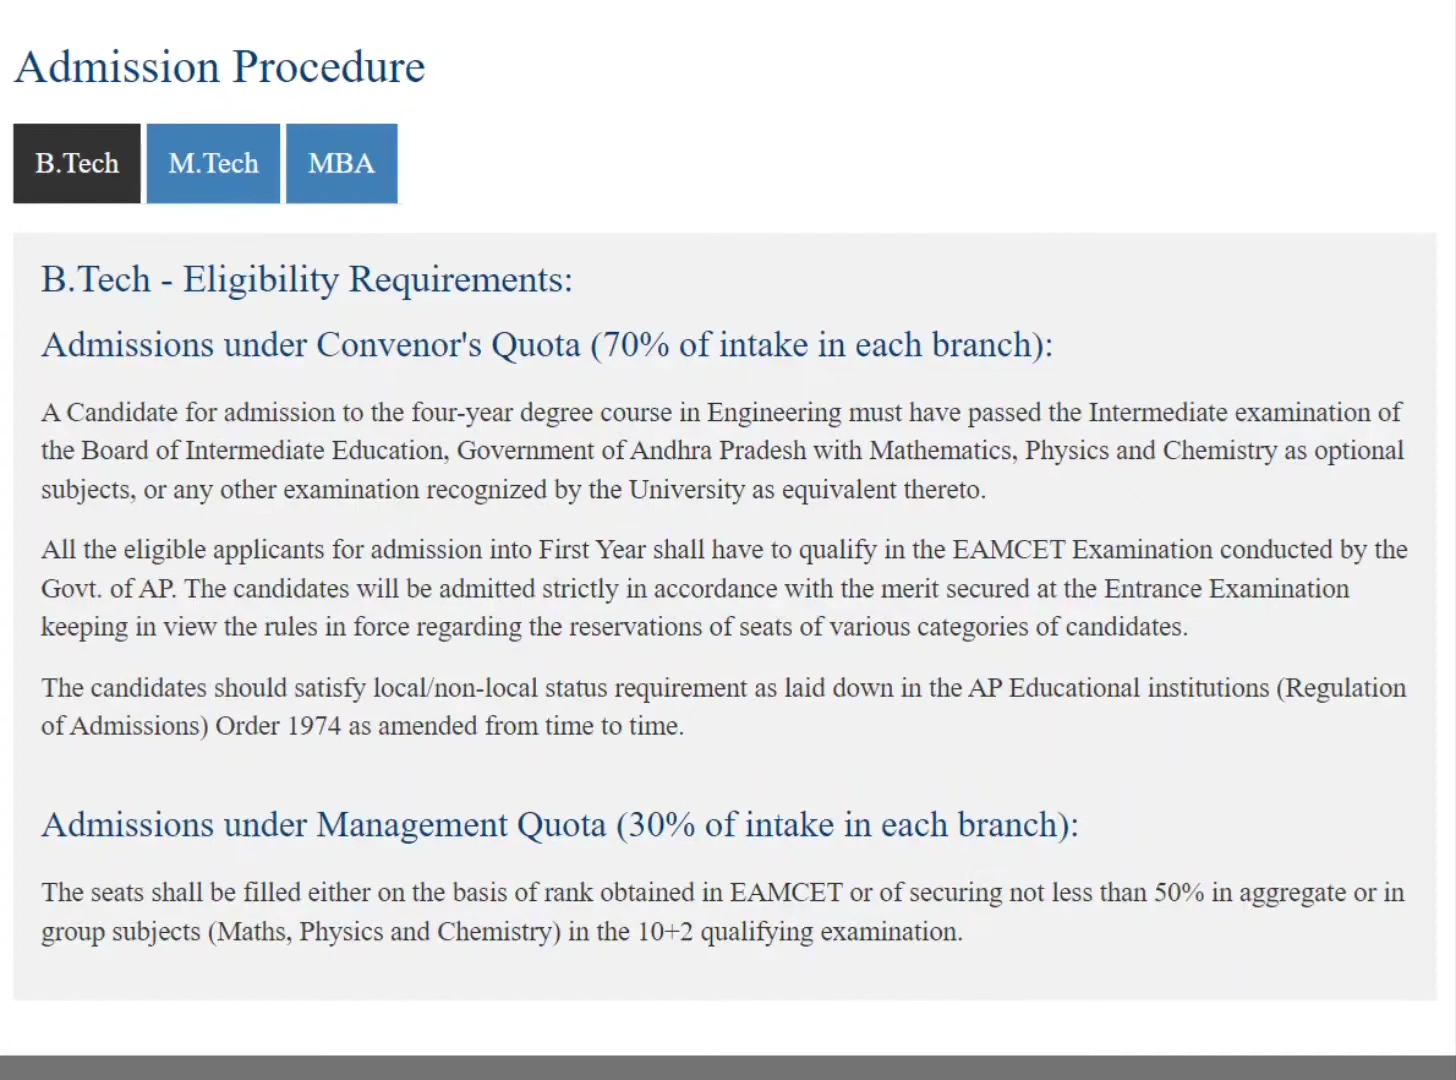 Admission Procedure
B.Tech
M.Tech
MBA
B.Tech - Eligibility Requirements:
Admissions under Convenor's Quota (70% of intake in each branch):
A Candidate for admission to the four-year degree course in Engineering must have passed the Intermediate examination of
the Board of Intermediate Education, Government of Andhra Pradesh with Mathematics, Physics and Chemistry as optional
subjects, or any other examination recognized by the University as equivalent thereto.
All the eligible applicants for admission into First Year shall have to qualify in the EAMCET Examination conducted by the
Govt. of AP. The candidates will be admitted strictly in accordance with the merit secured at the Entrance Examination
keeping in view the rules in force regarding the reservations of seats of various categories of candidates.
The candidates should satisfy local/non-local status requirement as laid down in the AP Educational institutions (Regulation
of Admissions) Order 1974 as amended from time to time.
Admissions under Management Quota (30% of intake in each branch):
The seats shall be filled either on the basis of rank obtained in EAMCET or of securing not less than 50% in aggregate or in
group subjects (Maths, Physics and Chemistry) in the 10+2 qualifying examination.